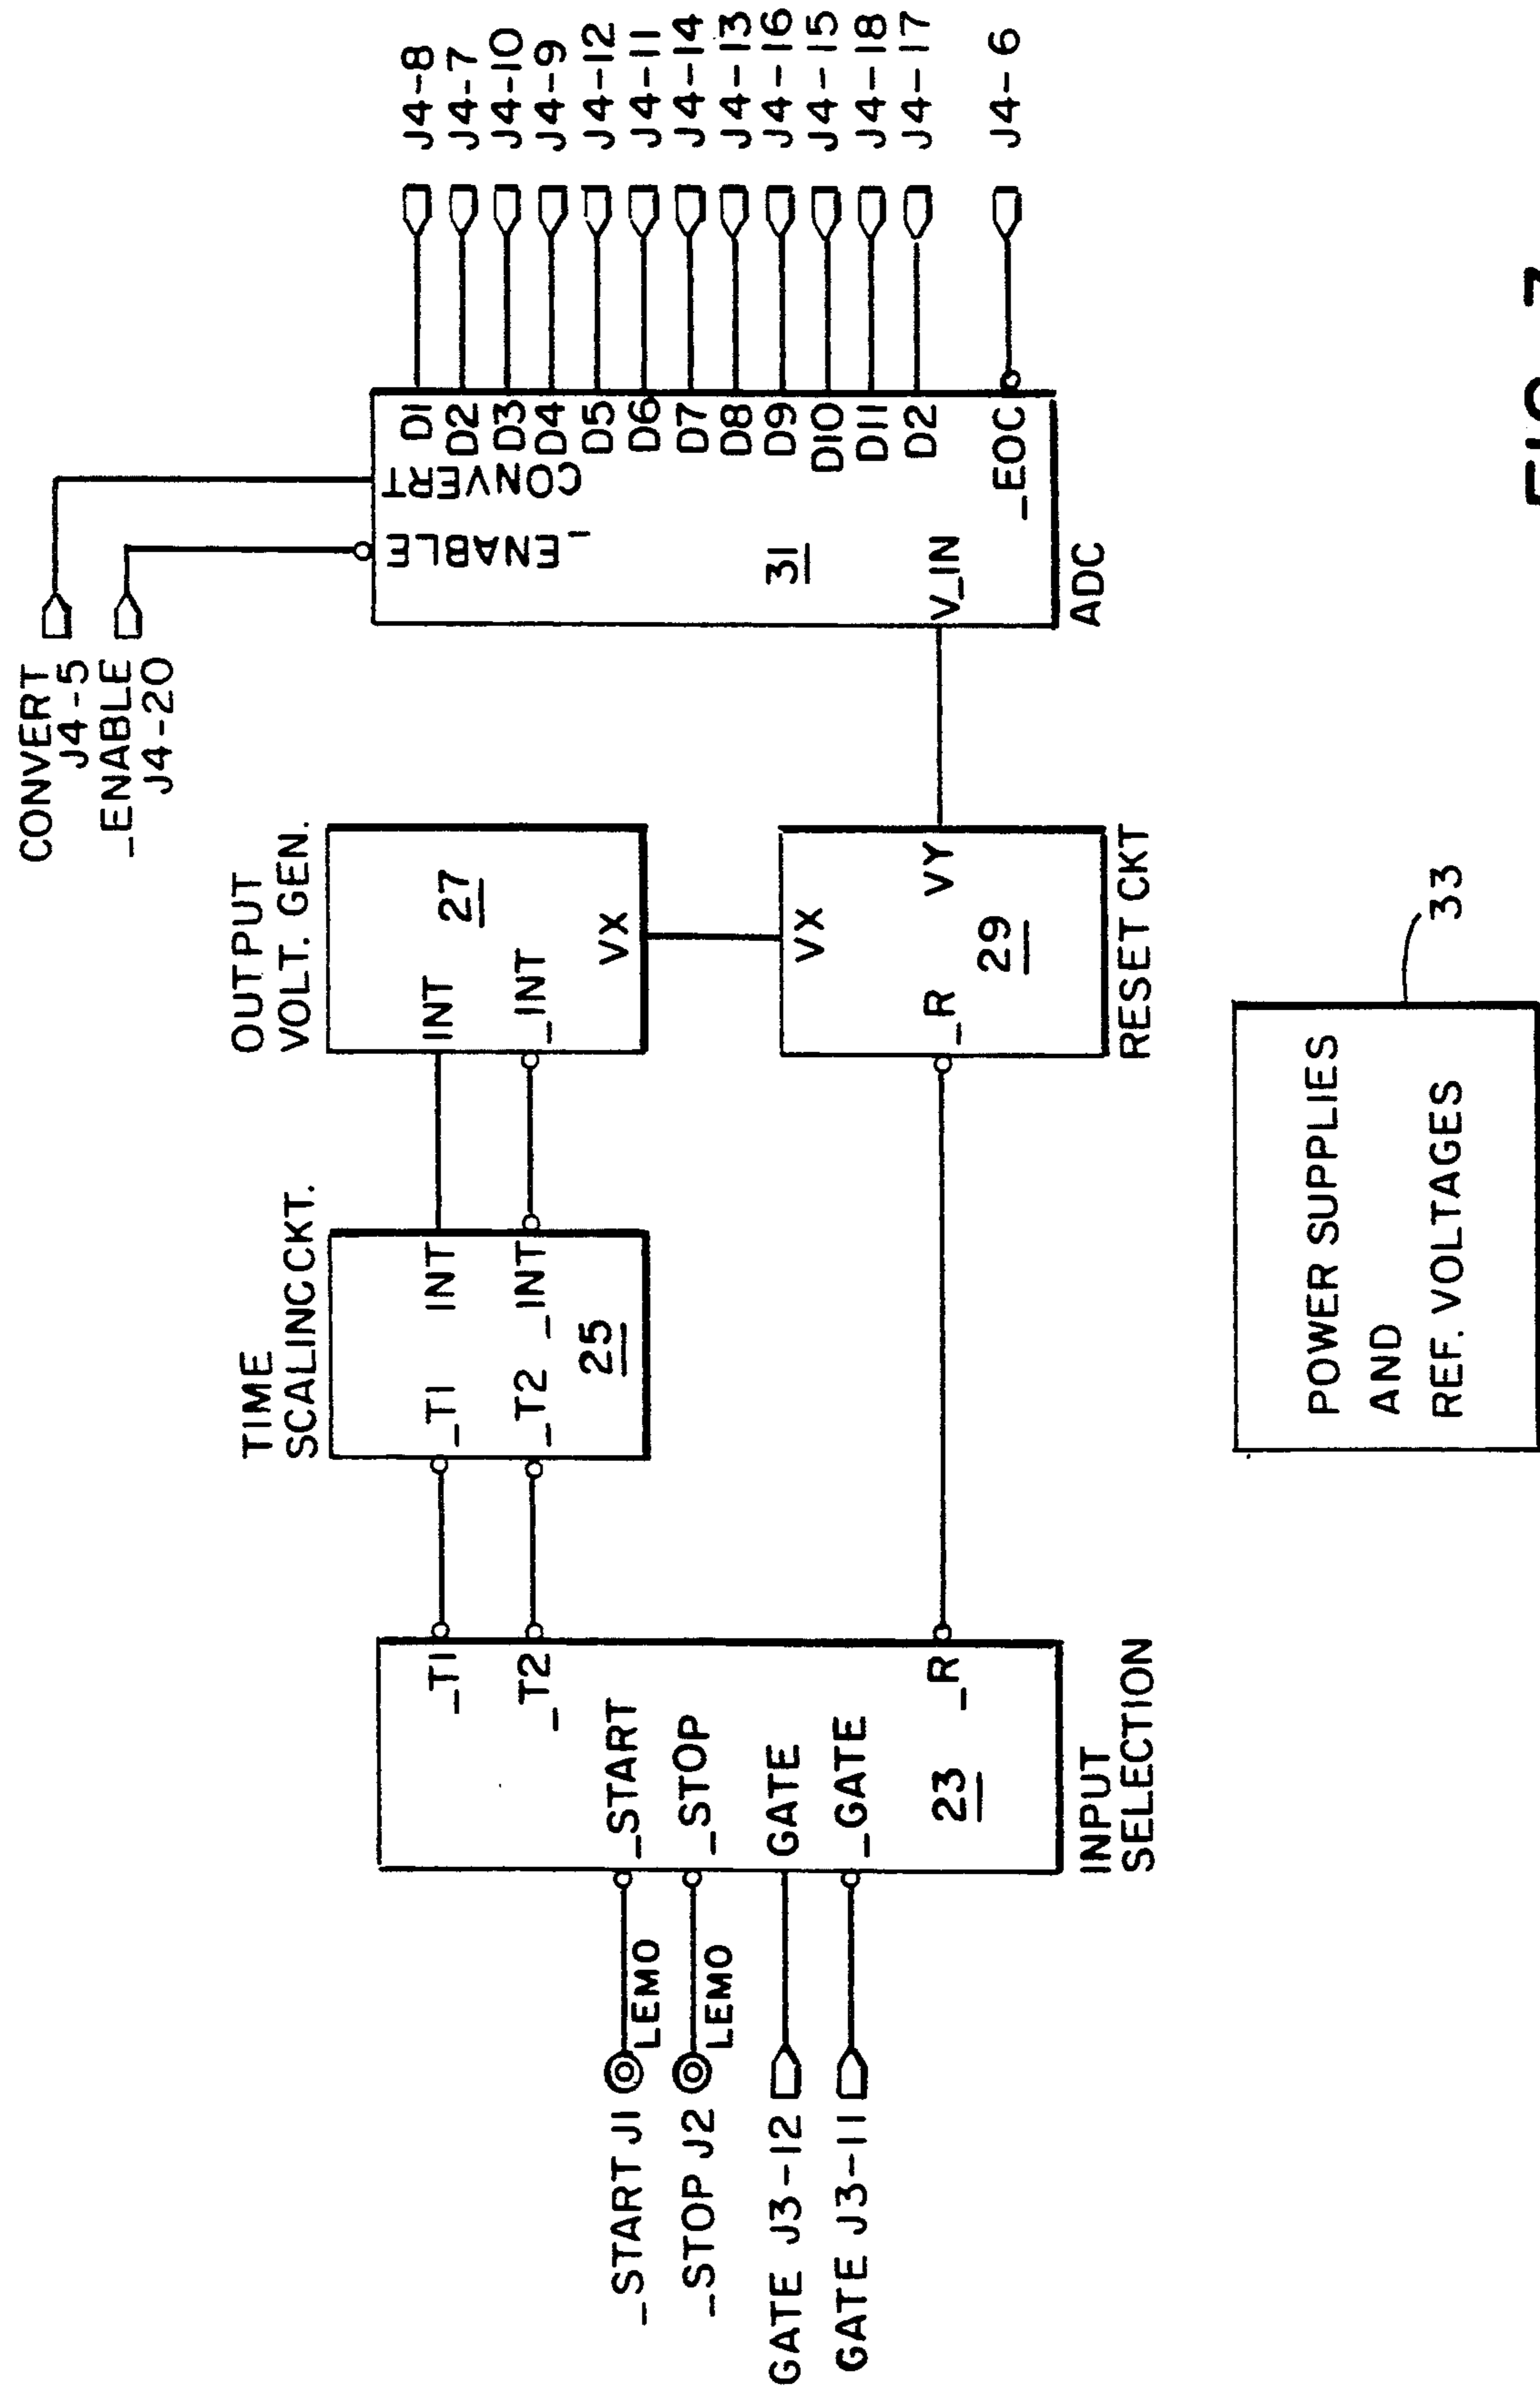 CONVERT
J4-5
_ENABLE
J4-20
OUTPUT
VOLT. GEN.
TIME
SCALINCCKT.
_T1
_T2
_START
_STOP
GATE
_GATE
_R
23
INPUT
SELECTION
_START J1
LEMO
_STOP J2
LEMO
GATE J3-12
GATE J3-11
_T1 INT
_T2 _INT
25
INT
_INT
27
VX
VX
VY
_R
29
RESET CKT
_ENABLE
CONVERT
31
V_IN
ADC
D1
D2
D3
D4
D5
D6
D7
D8
D9
D10
D11
D2
_EOC
J4-8
J4-7
J4-10
J4-9
J4-12
J4-11
J4-14
J4-13
J4-16
J4-15
J4-18
J4-17
J4-6
POWER SUPPLIES
AND
REF. VOLTAGES
33